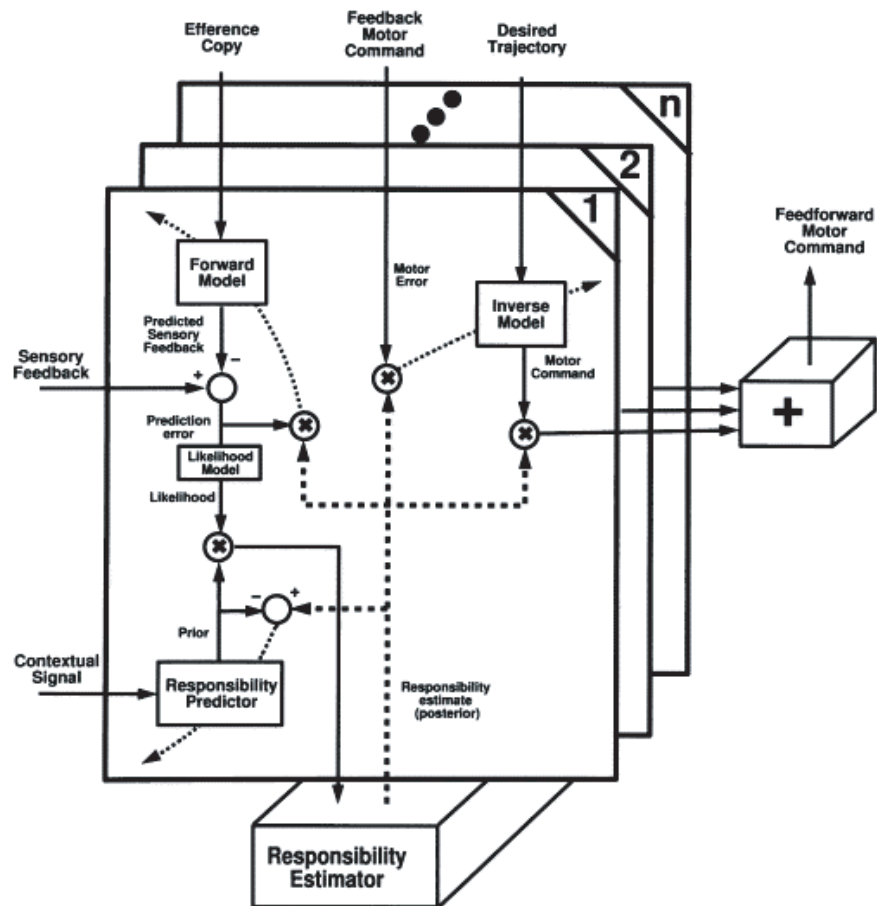 Efference
Copy
Feedback
Motor
Command
Desired
Trajectory
n
2
1
Feedforward
Motor
Command
Forward
Model
Motor
Error
Inverse
Model
Predicted
Sensory
Feedback
−
+
Sensory
Feedback
Motor
Command
×
+
Prediction
error
×
×
Likelihood
Model
Likelihood
×
−
+
Prior
Contextual
Signal
Responsibility
Predictor
Responsibility
estimate
(posterior)
Responsibility
Estimator